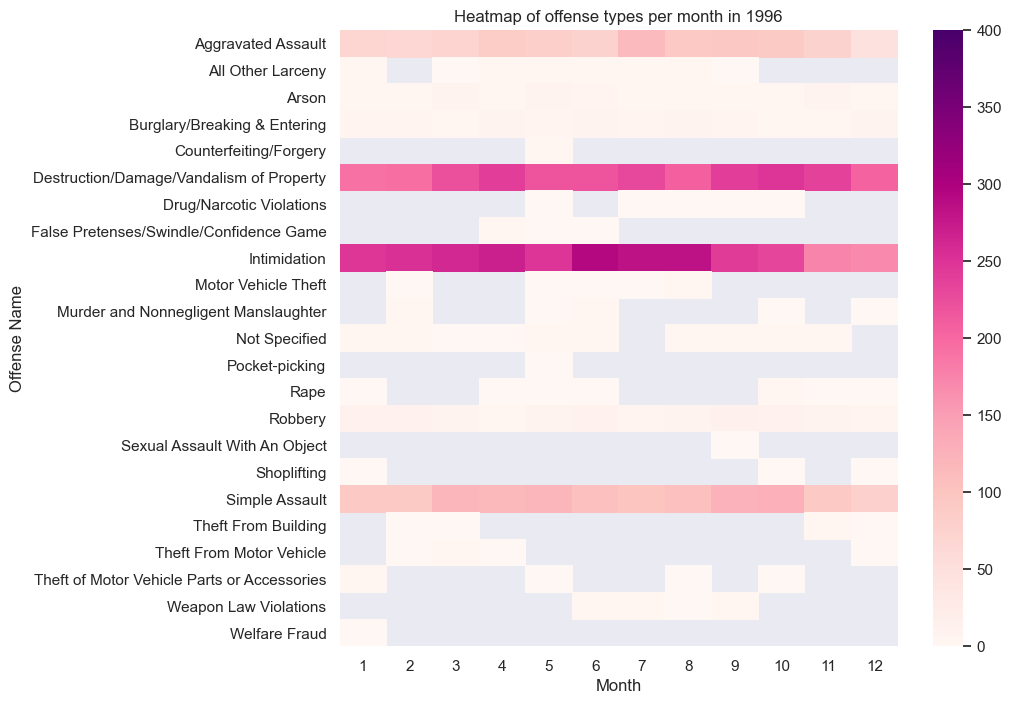 Heatmap of offense types per month in 1996
Offense Name
Aggravated Assault
All Other Larceny
Arson
Burglary/Breaking & Entering
Counterfeiting/Forgery
Destruction/Damage/Vandalism of Property
Drug/Narcotic Violations
False Pretenses/Swindle/Confidence Game
Intimidation
Motor Vehicle Theft
Murder and Nonnegligent Manslaughter
Not Specified
Pocket-picking
Rape
Robbery
Sexual Assault With An Object
Shoplifting
Simple Assault
Theft From Building
Theft From Motor Vehicle
Theft of Motor Vehicle Parts or Accessories
Weapon Law Violations
Welfare Fraud
1 2 3 4 5 6 7 8 9 10 11 12
Month
400
350
300
250
200
150
100
50
0